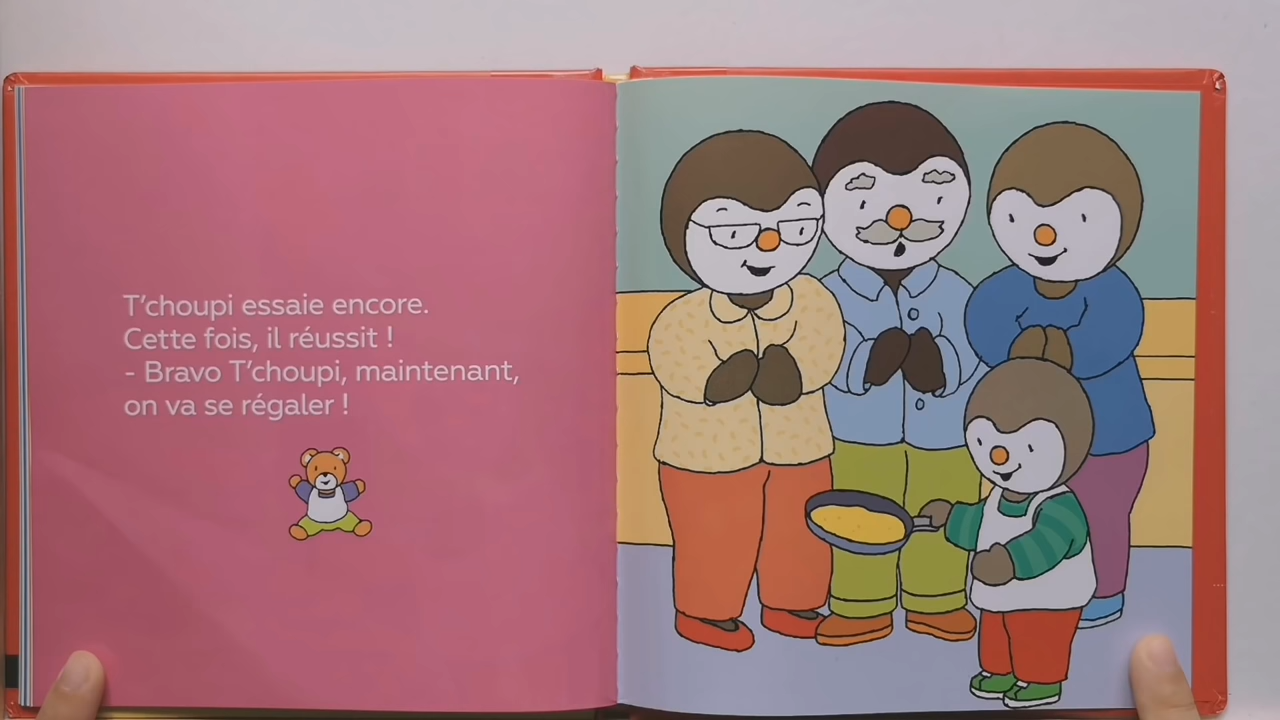 T'choupi essaie encore.
Cette fois, il réussit !
- Bravo T'choupi, maintenant,
on va se régaler !